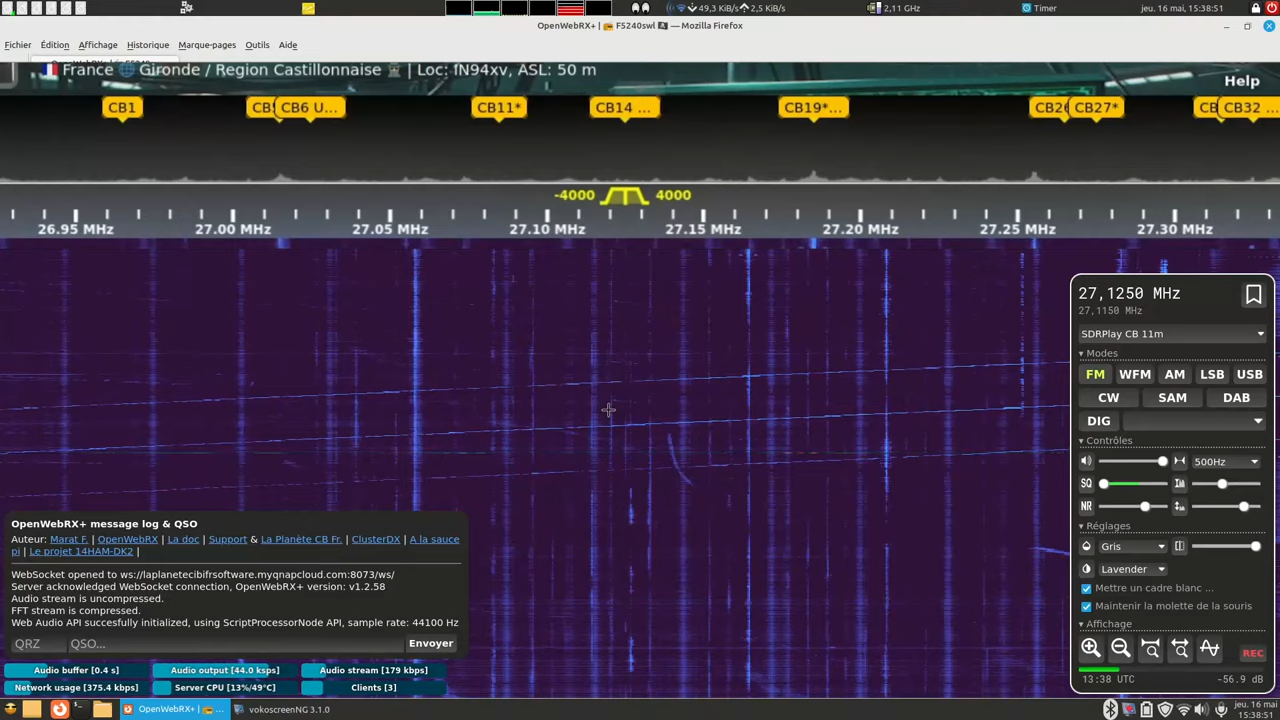 49,3 KiB/s 2,5 KiB/s
2,11 GHz
Timer
jeu. 16 mai, 15:38:51
OpenWebRX+ | F5240swl | — Mozilla Firefox
Fichier Édition Affichage Historique Marque-pages Outils Aide
France Gironde / Region Castillonnaise | Loc: IN94xv, ASL: 50 m
Help
CB1 CB6 U... CB11* CB14 ... CB19*... CB26 CB27* CB CB32 ...
-4000 4000
26.95 MHz 27.00 MHz 27.05 MHz 27.10 MHz 27.15 MHz 27.20 MHz 27.25 MHz 27.30 MHz
27,1250 MHz
27,1150 MHz
SDRPlay CB 11m
Modes
FM WFM AM LSB USB
CW SAM DAB
DIG
Contrôles
500Hz
SQ
NR
Réglages
Gris
Lavender
Mettre un cadre blanc ...
Maintenir la molette de la souris
Affichage
REC
13:38 UTC -56.9 dB
OpenWebRX+ message log & QSO
Auteur: Marat F. | OpenWebRX | La doc | Support & La Planète CB Fr. | ClusterDX | A la sauce
pi | Le projet 14HAM-DK2 |
WebSocket opened to ws://laplanetecibifrsoftware.myqnapcloud.com:8073/ws/
Server acknowledged WebSocket connection, OpenWebRX+ version: v1.2.58
Audio stream is uncompressed.
FFT stream is compressed.
Web Audio API succesfully initialized, using ScriptProcessorNode API, sample rate: 44100 Hz
QRZ QSO... Envoyer
Audio buffer [0.4 s] Audio output [44.0 ksps] Audio stream [179 kbps]
Network usage [375.4 kbps] Server CPU [13%/49°C] Clients [3]
OpenWebRX+ | ...
vokoscreenNG 3.1.0
jeu. 16 mai
15:38:51